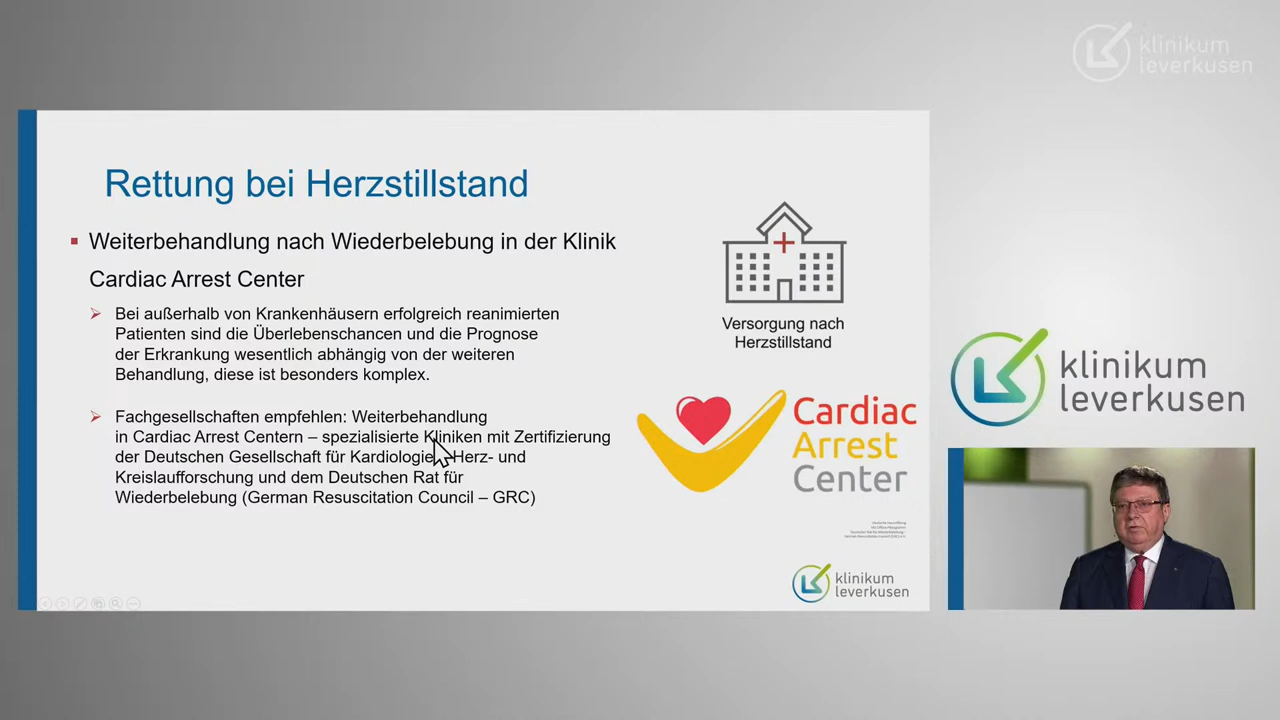 klinikum
leverkusen
Rettung bei Herzstillstand
Weiterbehandlung nach Wiederbelebung in der Klinik
Cardiac Arrest Center
Bei außerhalb von Krankenhäusern erfolgreich reanimierten
Patienten sind die Überlebenschancen und die Prognose
der Erkrankung wesentlich abhängig von der weiteren
Behandlung, diese ist besonders komplex.
Fachgesellschaften empfehlen: Weiterbehandlung
in Cardiac Arrest Centern – spezialisierte Kliniken mit Zertifizierung
der Deutschen Gesellschaft für Kardiologie, Herz- und
Kreislaufforschung und dem Deutschen Rat für
Wiederbelebung (German Resuscitation Council – GRC)
Versorgung nach
Herzstillstand
Cardiac
Arrest
Center
klinikum
leverkusen
klinikum
leverkusen